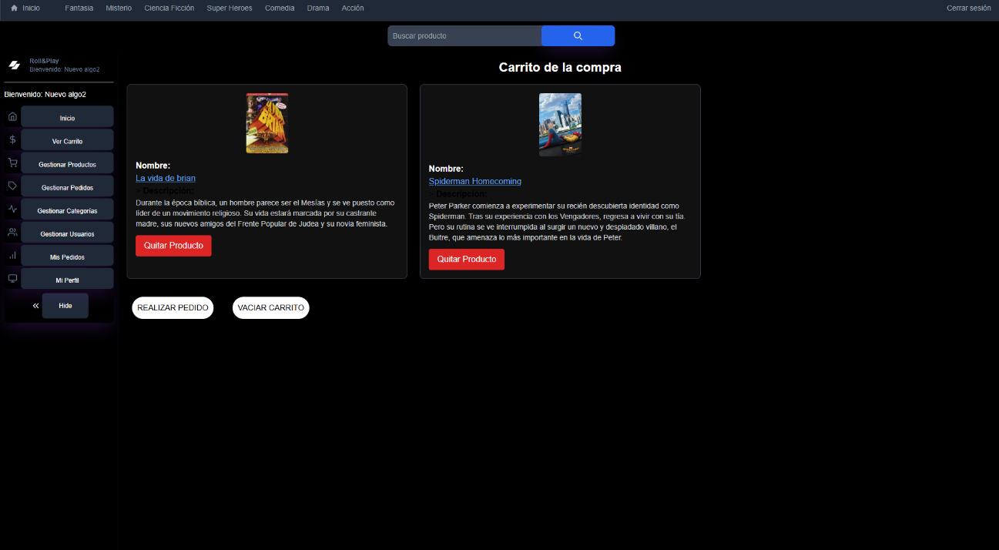 Inicio Fantasia Misterio Ciencia Ficción Super Heroes Comedia Drama Acción Cerrar sesión
Buscar producto
Roll&Play
Bienvenido: Nuevo algo2
Bienvenido: Nuevo algo2
Inicio
Ver Carrito
Gestionar Productos
Gestionar Pedidos
Gestionar Categorías
Gestionar Usuarios
Mis Pedidos
Mi Perfil
Hide
Carrito de la compra
BRIAN
Nombre:
La vida de brian
> Descripción:
Durante la época bíblica, un hombre parece ser el Mesías y se ve puesto como
líder de un movimiento religioso. Su vida estará marcada por su castrante
madre, sus nuevos amigos del Frente Popular de Judea y su novia feminista.
Quitar Producto
Nombre:
Spiderman Homecoming
> Descripción:
Peter Parker comienza a experimentar su recién descubierta identidad como
Spiderman. Tras su experiencia con los Vengadores, regresa a vivir con su tía.
Pero su rutina se ve interrumpida al surgir un nuevo y despiadado villano, el
Buitre, que amenaza lo más importante en la vida de Peter.
Quitar Producto
REALIZAR PEDIDO
VACIAR CARRITO